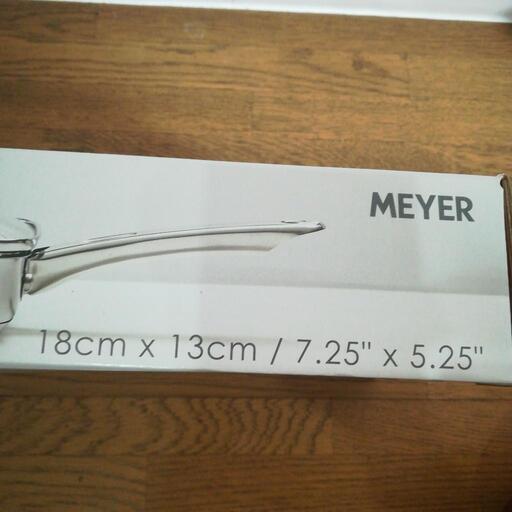 MEYER
18cm x 13cm / 7.25" x 5.25"